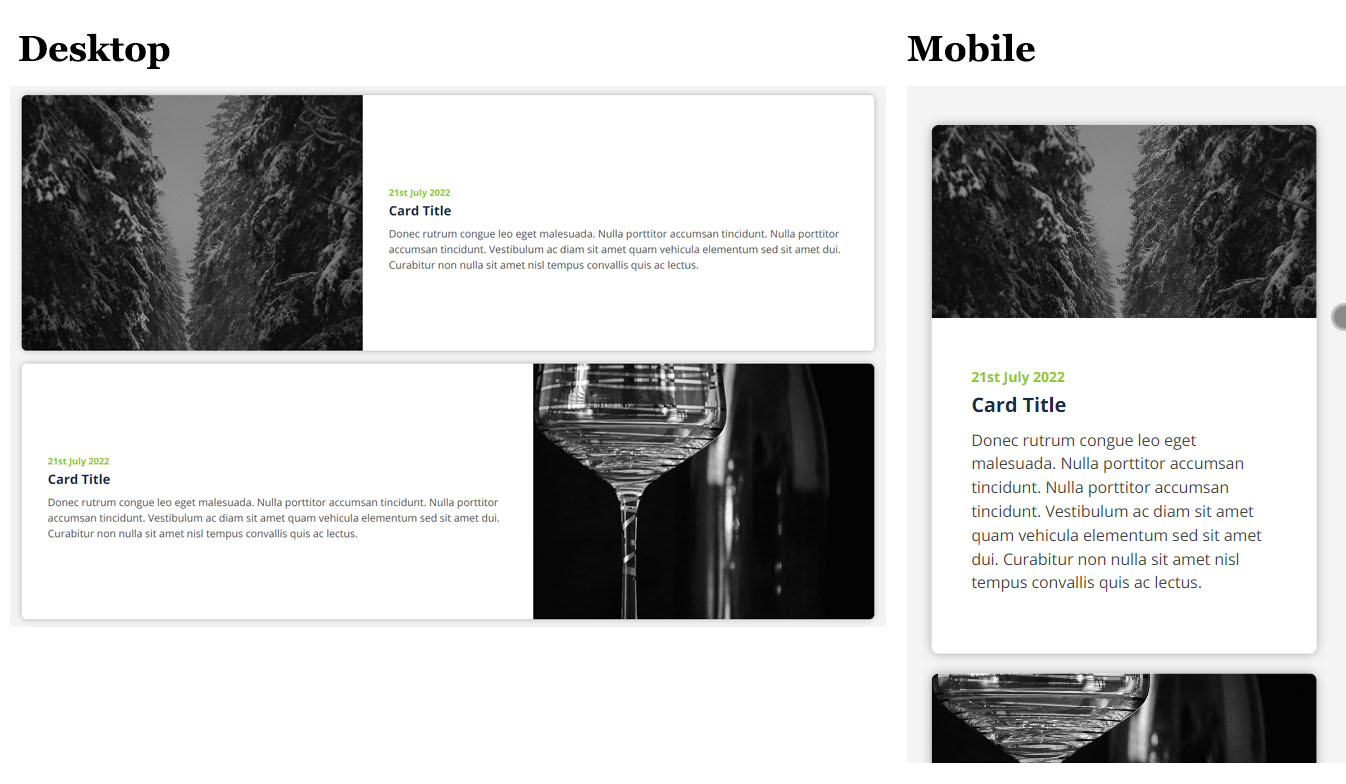 Desktop
21st July 2022
Card Title
Donec rutrum congue leo eget malesuada. Nulla porttitor accumsan tincidunt. Nulla porttitor
accumsan tincidunt. Vestibulum ac diam sit amet quam vehicula elementum sed sit amet dui.
Curabitur non nulla sit amet nisl tempus convallis quis ac lectus.
21st July 2022
Card Title
Donec rutrum congue leo eget malesuada. Nulla porttitor accumsan tincidunt. Nulla porttitor
accumsan tincidunt. Vestibulum ac diam sit amet quam vehicula elementum sed sit amet dui.
Curabitur non nulla sit amet nisl tempus convallis quis ac lectus.
Mobile
21st July 2022
Card Title
Donec rutrum congue leo eget
malesuada. Nulla porttitor accumsan
tincidunt. Nulla porttitor accumsan
tincidunt. Vestibulum ac diam sit amet
quam vehicula elementum sed sit amet
dui. Curabitur non nulla sit amet nisl
tempus convallis quis ac lectus.